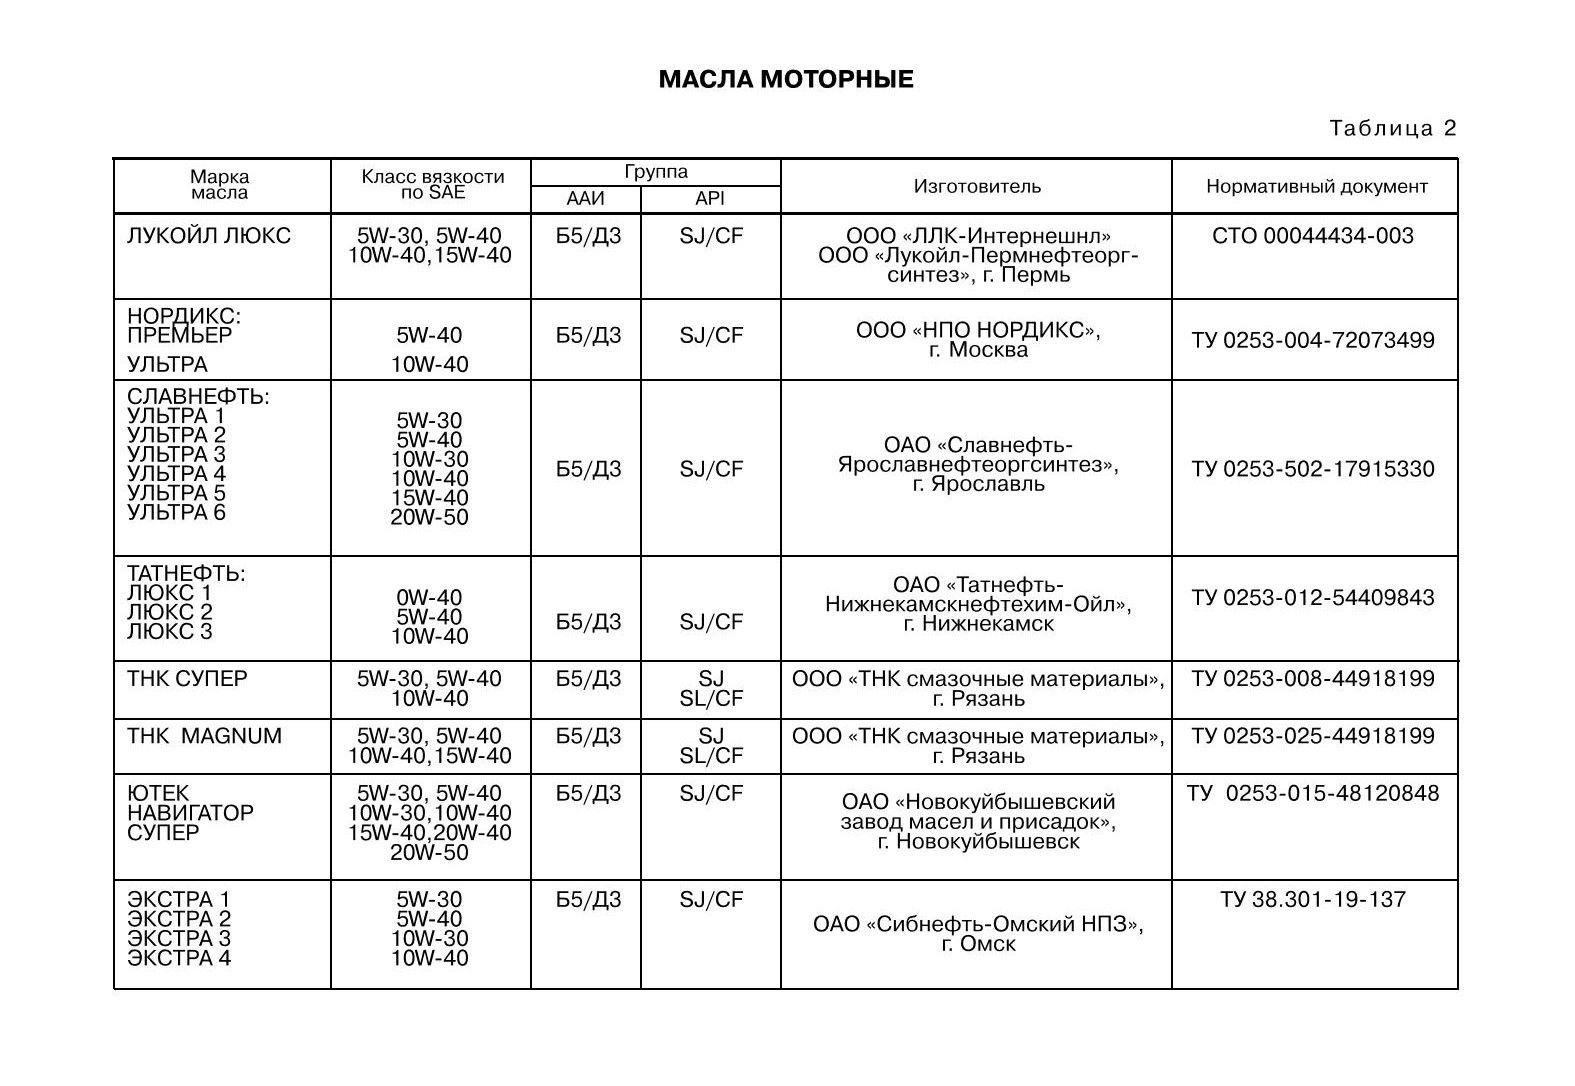 МАСЛА МОТОРНЫЕ
Таблица 2
Марка
масла
Класс вязкости
по SAE
Группа
ААИ
API
Изготовитель
Нормативный документ
ЛУКОЙЛ ЛЮКС
5W-30, 5W-40
10W-40,15W-40
Б5/Д3
SJ/CF
ООО «ЛЛК-Интернешнл»
ООО «Лукойл-Пермнефтеорг-
синтез», г. Пермь
СТО 00044434-003
НОРДИКС:
ПРЕМЬЕР
УЛЬТРА
5W-40
10W-40
Б5/Д3
SJ/CF
ООО «НПО НОРДИКС»,
г. Москва
ТУ 0253-004-72073499
СЛАВНЕФТЬ:
УЛЬТРА 1
УЛЬТРА 2
УЛЬТРА 3
УЛЬТРА 4
УЛЬТРА 5
УЛЬТРА 6
5W-30
5W-40
10W-30
10W-40
15W-40
20W-50
Б5/Д3
SJ/CF
ОАО «Славнефть-
Ярославнефтеоргсинтез»,
г. Ярославль
ТУ 0253-502-17915330
ТАТНЕФТЬ:
ЛЮКС 1
ЛЮКС 2
ЛЮКС 3
0W-40
5W-40
10W-40
Б5/Д3
SJ/CF
ОАО «Татнефть-
Нижнекамскнефтехим-Ойл»,
г. Нижнекамск
ТУ 0253-012-54409843
ТНК СУПЕР
5W-30, 5W-40
10W-40
Б5/Д3
SJ
SL/CF
ООО «ТНК смазочные материалы»,
г. Рязань
ТУ 0253-008-44918199
ТНК MAGNUM
5W-30, 5W-40
10W-40,15W-40
Б5/Д3
SJ
SL/CF
ООО «ТНК смазочные материалы»,
г. Рязань
ТУ 0253-025-44918199
ЮТЕК
НАВИГАТОР
СУПЕР
5W-30, 5W-40
10W-30,10W-40
15W-40,20W-40
20W-50
Б5/Д3
SJ/CF
ОАО «Новокуйбышевский
завод масел и присадок»,
г. Новокуйбышевск
ТУ 0253-015-48120848
ЭКСТРА 1
ЭКСТРА 2
ЭКСТРА 3
ЭКСТРА 4
5W-30
5W-40
10W-30
10W-40
Б5/Д3
SJ/CF
ОАО «Сибнефть-Омский НПЗ»,
г. Омск
ТУ 38.301-19-137